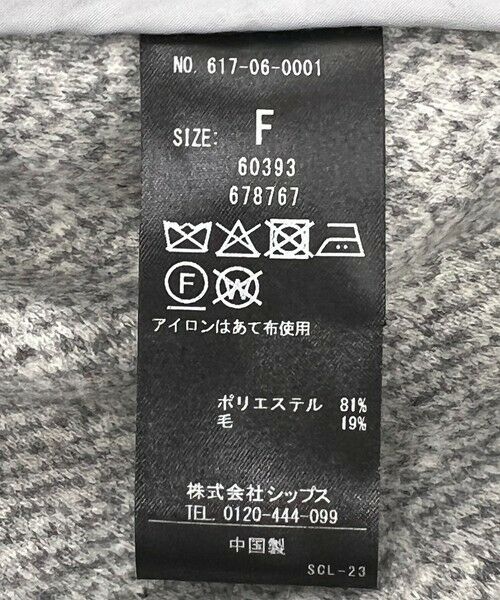 NO. 617-06-0001
SIZE: F
60393
678767
F W
アイロンはあて布使用
ポリエステル 81%
毛 19%
株式会社シップス
TEL. 0120-444-099
中国製
SCL-23